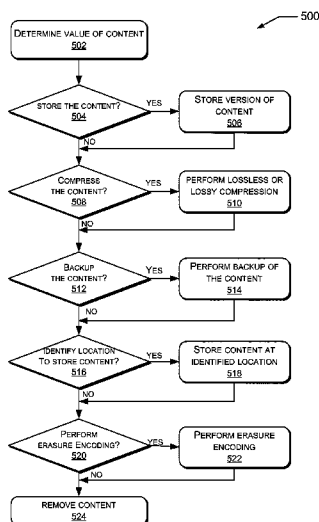 500
DETERMINE VALUE OF CONTENT
502
STORE THE CONTENT?
504
YES
STORE VERSION OF
CONTENT
506
NO
COMPRESS
THE CONTENT?
508
YES
PERFORM LOSSLESS OR
LOSSY COMPRESSION
510
NO
BACKUP
THE CONTENT?
512
YES
PERFORM BACKUP OF
THE CONTENT
514
NO
IDENTIFY LOCATION
TO STORE CONTENT?
516
YES
STORE CONTENT AT
IDENTIFIED LOCATION
518
NO
PERFORM
ERASURE ENCODING?
520
YES
PERFORM ERASURE
ENCODING
522
NO
REMOVE CONTENT
524